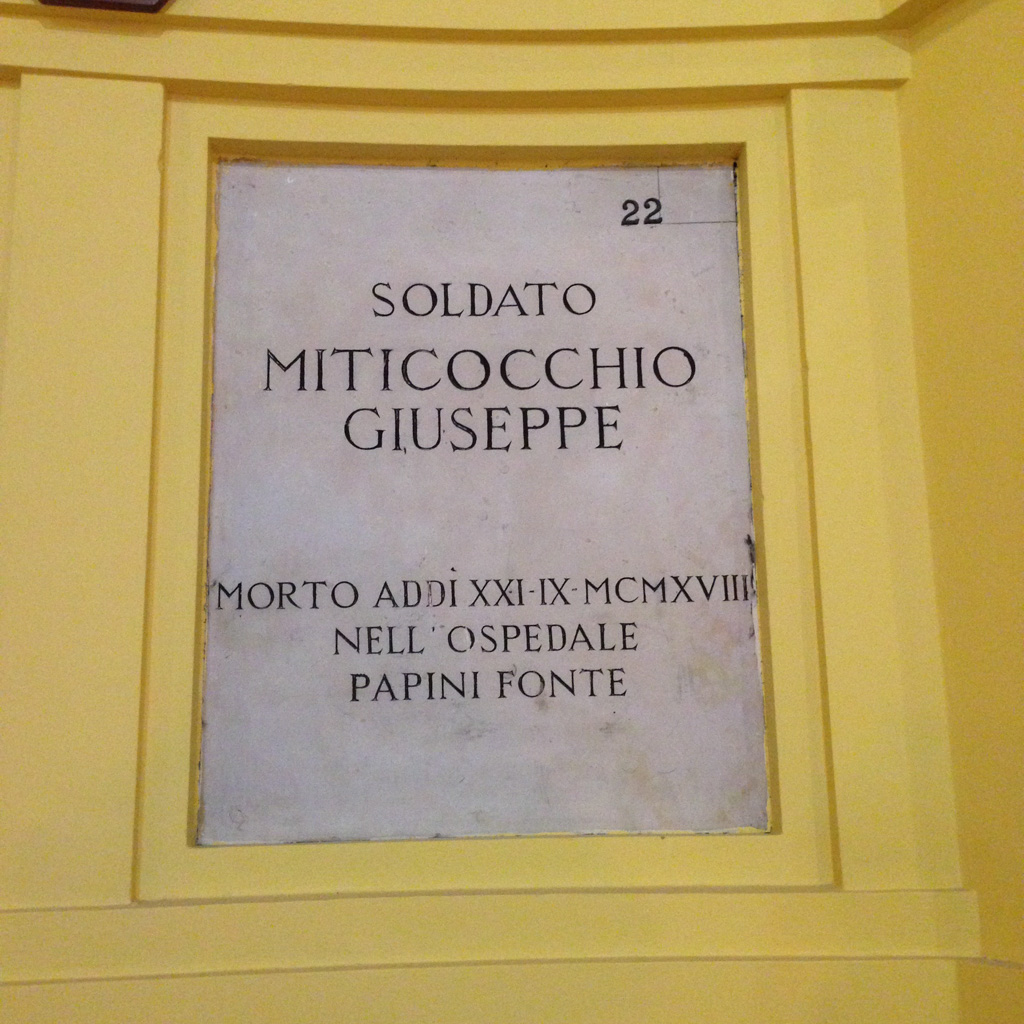 22
SOLDATO
MITICOCCHIO
GIUSEPPE
MORTO ADDÌ XXI-IX-MCMXVIII
NELL' OSPEDALE
PAPINI FONTE